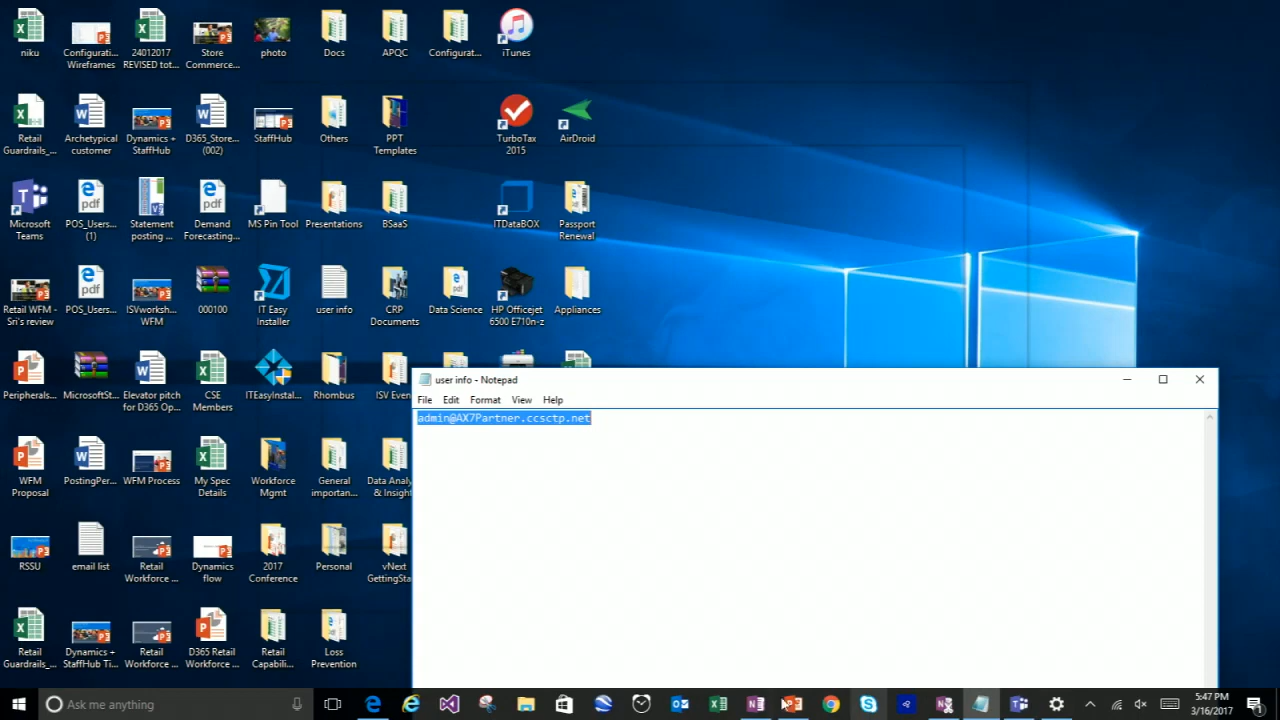 niku
Configurati... Wireframes
24012017 REVISED tot...
Store Commerce...
photo
Docs
APQC
Configurat...
iTunes
Retail Guardrails_...
Archetypical customer
Dynamics + StaffHub
D365_Store... (002)
StaffHub
Others
PPT Templates
TurboTax 2015
AirDroid
Microsoft Teams
POS_Users... (1)
Statement posting ...
Demand Forecasting...
MS Pin Tool
Presentations
BSaaS
ITDataBOX
Passport Renewal
Retail WFM - Sri's review
POS_Users...
ISVworksh... WFM
000100
IT Easy Installer
user info
CRP Documents
Data Science
HP Officejet 6500 E710n-z
Appliances
Peripherals...
MicrosoftSt...
Elevator pitch for D365 Op...
CSE Members
ITEasyInstal...
Rhombus
ISV Even
user info - Notepad
File Edit Format View Help
admin@AX7Partner.ccsctp.net
WFM Proposal
PostingPer...
WFM Process
My Spec Details
Workforce Mgmt
General importan...
Data Analy & Insight
RSSU
email list
Retail Workforce ...
Dynamics flow
2017 Conference
Personal
vNext GettingSta
Retail Guardrails_...
Dynamics + StaffHub Ti...
Retail Workforce ...
D365 Retail Workforce ...
Retail Capabili...
Loss Prevention
Ask me anything
5:47 PM
3/16/2017